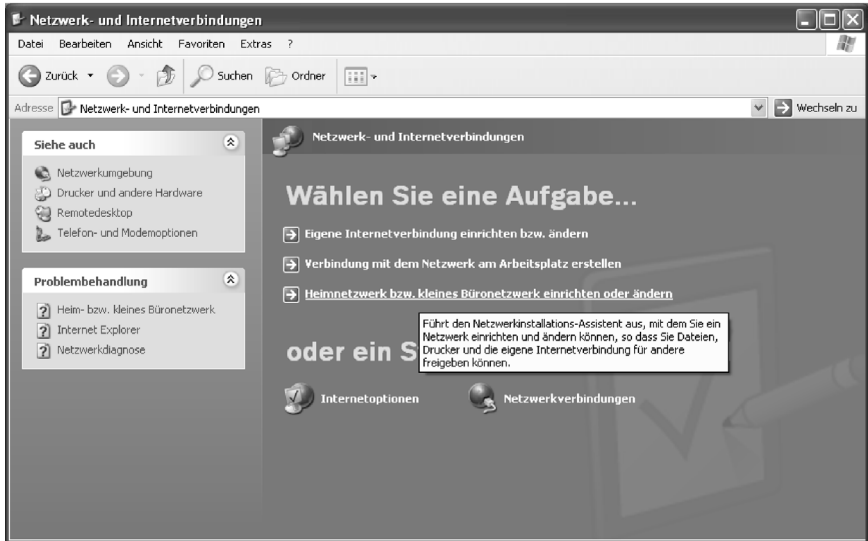 Netzwerk- und Internetverbindungen
Datei Bearbeiten Ansicht Favoriten Extras ?
Zurück Suchen Ordner
Adresse Netzwerk- und Internetverbindungen Wechseln zu
Siehe auch
Netzwerkumgebung
Drucker und andere Hardware
Remotedesktop
Telefon- und Modemoptionen
Problembehandlung
Heim- bzw. kleines Büronetzwerk
Internet Explorer
Netzwerkdiagnose
Netzwerk- und Internetverbindungen
Wählen Sie eine Aufgabe...
Eigene Internetverbindung einrichten bzw. ändern
Verbindung mit dem Netzwerk am Arbeitsplatz erstellen
Heimnetzwerk bzw. kleines Büronetzwerk einrichten oder ändern
Führt den Netzwerkinstallations-Assistent aus, mit dem Sie ein
Netzwerk einrichten und ändern können, so dass Sie Dateien,
Drucker und die eigene Internetverbindung für andere
freigeben können.
oder ein S
Internetoptionen Netzwerkverbindungen